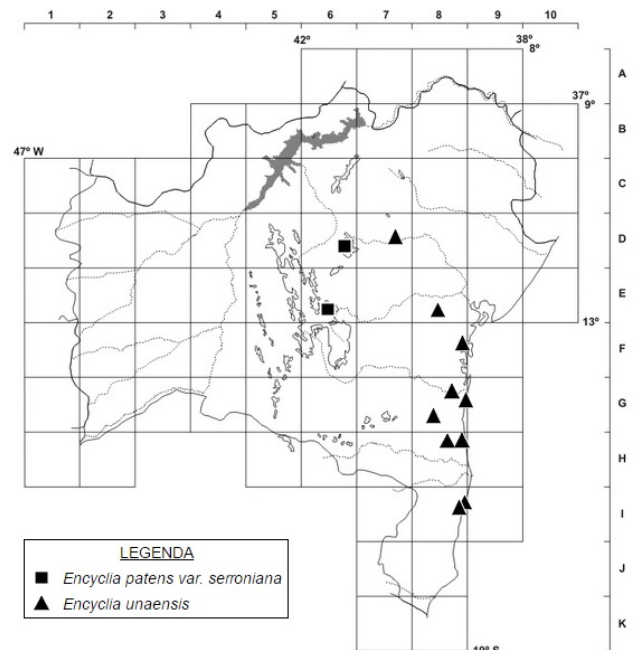 1 2 3 4 5 6 7 8 9 10
42° 38°
8°
A
37°
9°
B
47° W
C
D
E
13°
F
G
H
I
LEGENDA
Encyclia patens var. serroniana
J
Encyclia unaensis
K